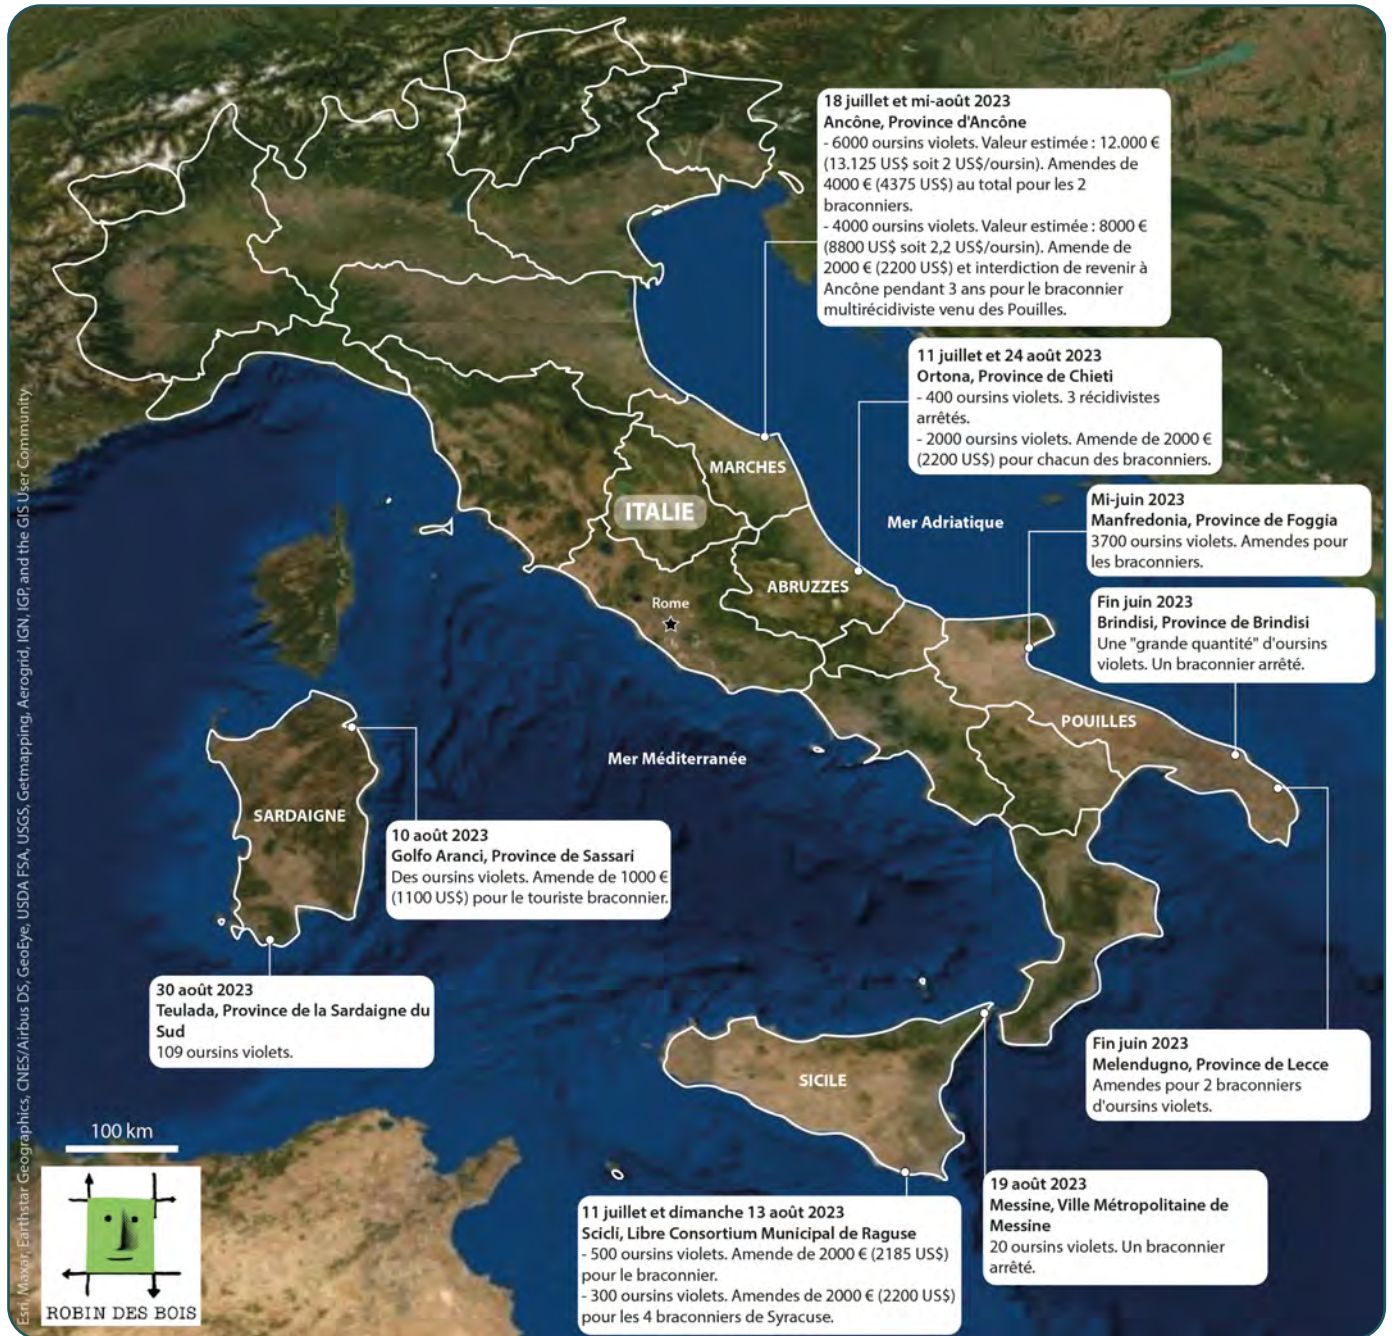 18 juillet et mi-août 2023
Ancône, Province d'Ancône
- 6000 oursins violets. Valeur estimée : 12.000 €
(13.125 US$ soit 2 US$/oursin). Amendes de
4000 € (4375 US$) au total pour les 2
braconniers.
- 4000 oursins violets. Valeur estimée : 8000 €
(8800 US$ soit 2,2 US$/oursin). Amende de
2000 € (2200 US$) et interdiction de revenir à
Ancône pendant 3 ans pour le braconnier
multirécidiviste venu des Pouilles.
11 juillet et 24 août 2023
Ortona, Province de Chieti
- 400 oursins violets. 3 récidivistes
arrêtés.
- 2000 oursins violets. Amende de 2000 €
(2200 US$) pour chacun des braconniers.
MARCHES
ITALIE
Mer Adriatique
Mi-juin 2023
Manfredonia, Province de Foggia
3700 oursins violets. Amendes pour
les braconniers.
ABRUZZES
Rome
Fin juin 2023
Brindisi, Province de Brindisi
Une "grande quantité" d'oursins
violets. Un braconnier arrêté.
POUILLES
Mer Méditerranée
SARDAIGNE
10 août 2023
Golfo Aranci, Province de Sassari
Des oursins violets. Amende de 1000 €
(1100 US$) pour le touriste braconnier.
30 août 2023
Teulada, Province de la Sardaigne du
Sud
109 oursins violets.
Fin juin 2023
Melendugno, Province de Lecce
Amendes pour 2 braconniers
d'oursins violets.
SICILE
19 août 2023
Messine, Ville Métropolitaine de
Messine
20 oursins violets. Un braconnier
arrêté.
11 juillet et dimanche 13 août 2023
Scicli, Libre Consortium Municipal de Raguse
- 500 oursins violets. Amende de 2000 € (2185 US$)
pour le braconnier.
- 300 oursins violets. Amendes de 2000 € (2200 US$)
pour les 4 braconniers de Syracuse.
100 km
ROBIN DES BOIS
Esri, Maxar, Earthstar Geographics, CNES/Airbus DS, GeoEye, USDA FSA, USGS, Getmapping, Aerogrid, IGN, IGP, and the GIS User Community